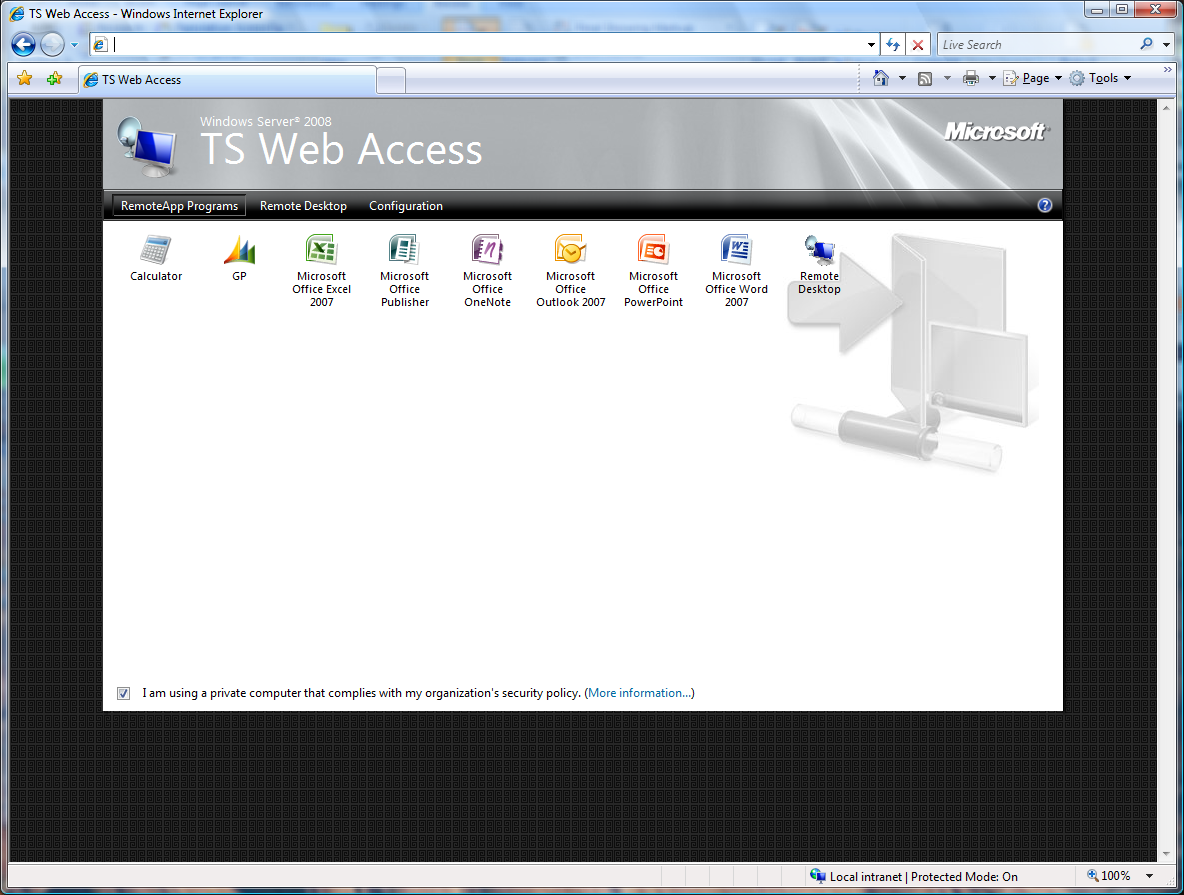 TS Web Access - Windows Internet Explorer
Live Search
TS Web Access
Page
Tools
Windows Server® 2008
TS Web Access
Microsoft
RemoteApp Programs Remote Desktop Configuration
Calculator
GP
Microsoft
Office Excel
2007
Microsoft
Office
Publisher
Microsoft
Office
OneNote
Microsoft
Office
Outlook 2007
Microsoft
Office
PowerPoint
Microsoft
Office Word
2007
Remote
Desktop
I am using a private computer that complies with my organization's security policy. (More information...)
Local intranet | Protected Mode: On
100%